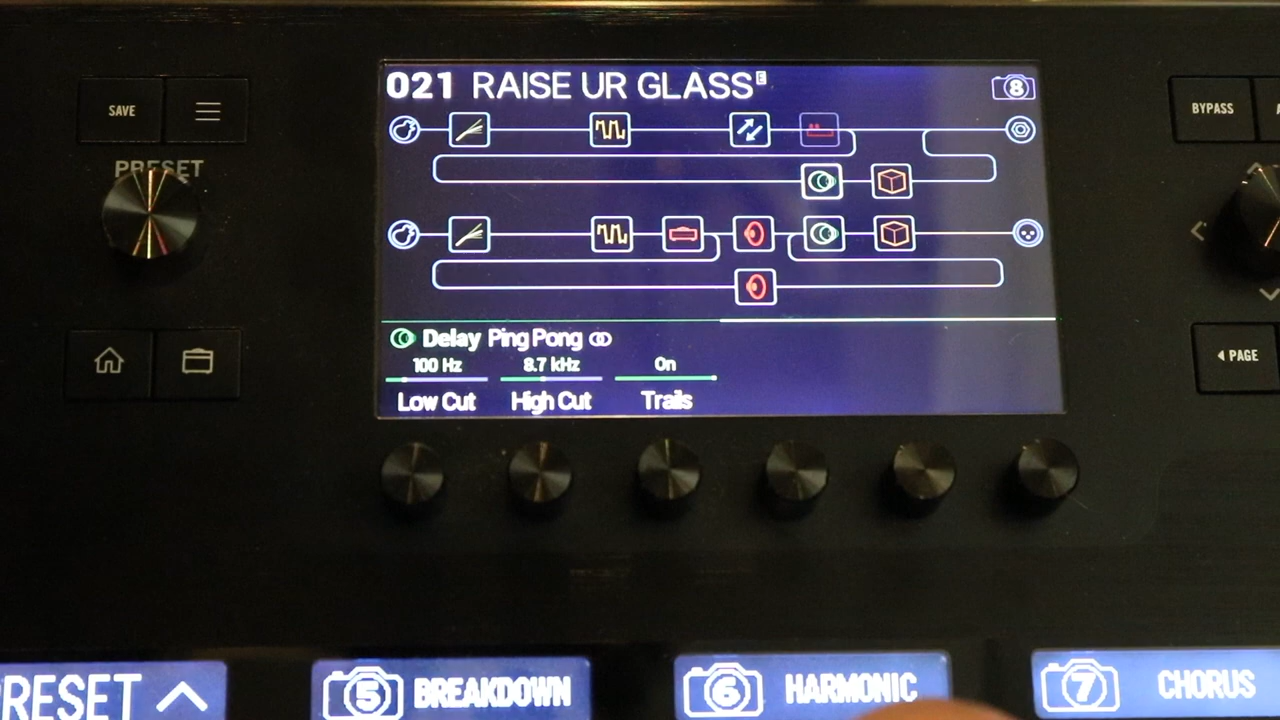 SAVE
PRESET
021 RAISE UR GLASS E
8
Delay Ping Pong
100 Hz 8.7 kHz On
Low Cut High Cut Trails
BYPASS
PAGE
RESET
5 BREAKDOWN
6 HARMONIC
7 CHORUS